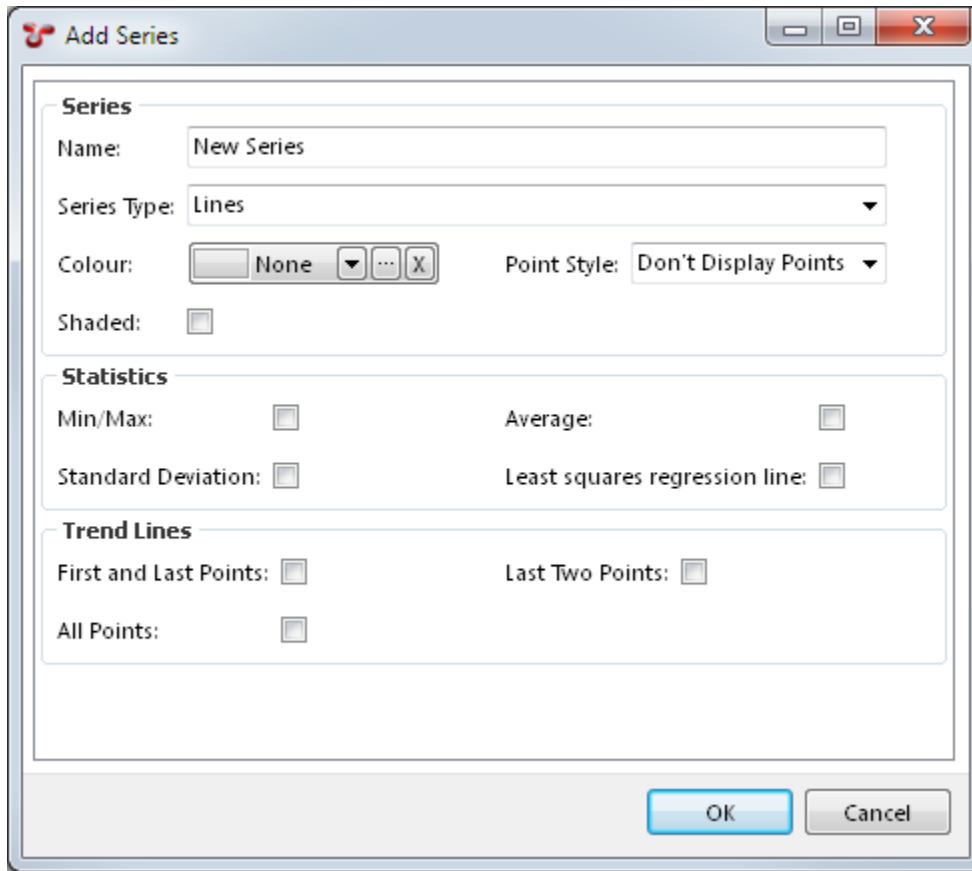 Add Series
Series
Name: New Series
Series Type: Lines
Colour: None ... X Point Style: Don't Display Points
Shaded:
Statistics
Min/Max: Average:
Standard Deviation: Least squares regression line:
Trend Lines
First and Last Points: Last Two Points:
All Points:
OK Cancel